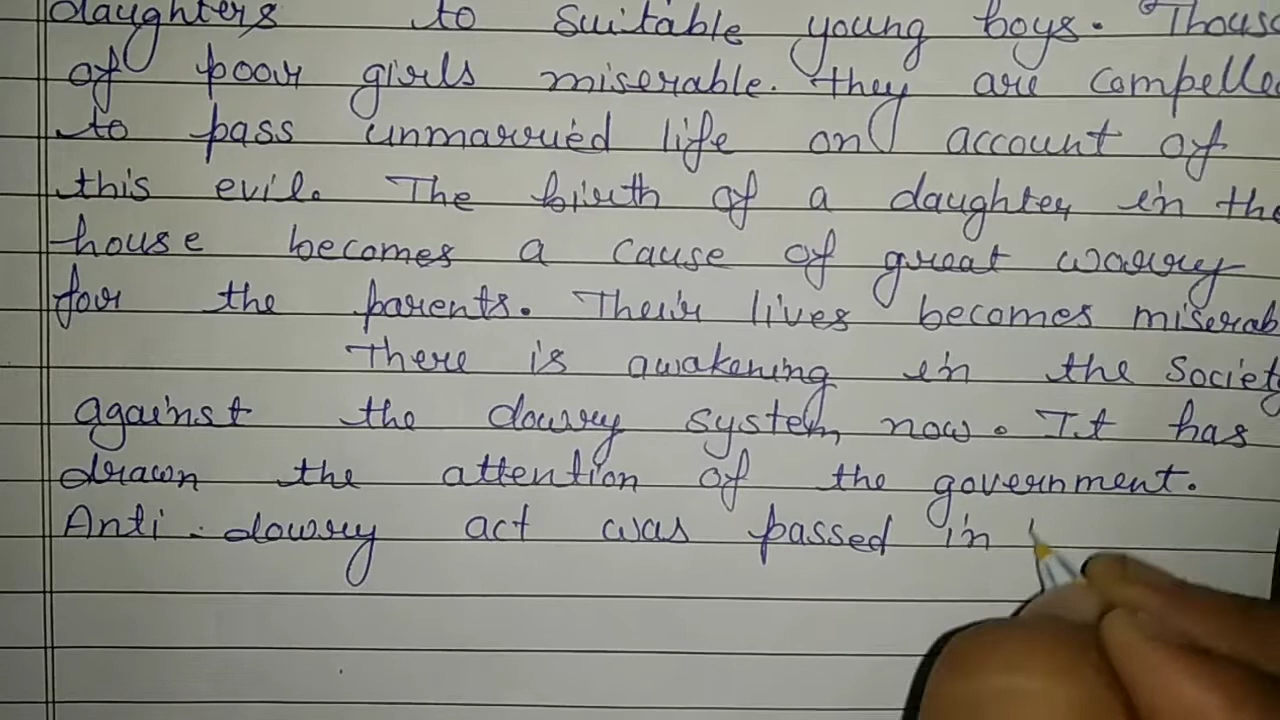 daughters to suitable young boys. Thous
of poor girls miserable. They are compelle
to pass unmarried life on account of
this evil. The birth of a daughter in the
house becomes a cause of great worry
for the parents. Their lives becomes miserab
There is awakening in the Society
against the dowry system now. It has
drawn the attention of the government.
Anti-dowry act was passed in